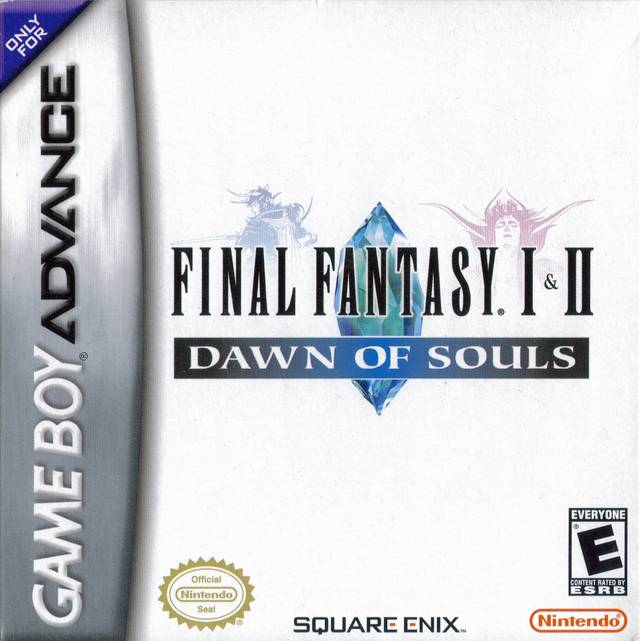 ONLY
FOR
GAME BOY ADVANCE
®
FINAL FANTASY® I & II
DAWN OF SOULS
Official
Nintendo
Seal
SQUARE ENIX™
EVERYONE
E
®
CONTENT RATED BY
ESRB
Nintendo®